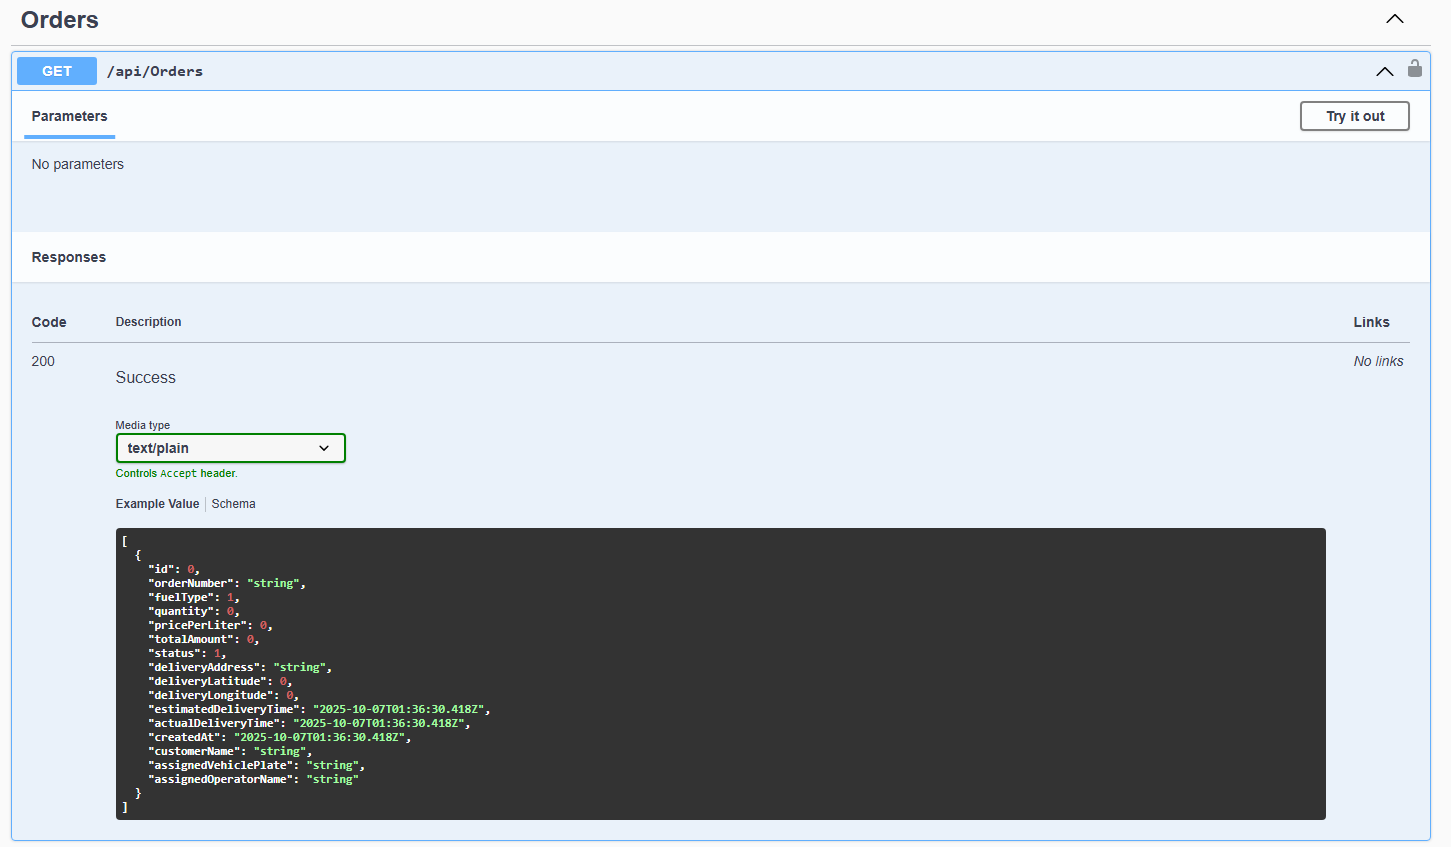 Orders
GET /api/Orders
Parameters Try it out
No parameters
Responses
Code Description Links
200 Success No links
Media type
text/plain
Controls Accept header.
Example Value Schema
[
  {
    "id": 0,
    "orderNumber": "string",
    "fuelType": 1,
    "quantity": 0,
    "pricePerLiter": 0,
    "totalAmount": 0,
    "status": 1,
    "deliveryAddress": "string",
    "deliveryLatitude": 0,
    "deliveryLongitude": 0,
    "estimatedDeliveryTime": "2025-10-07T01:36:30.418Z",
    "actualDeliveryTime": "2025-10-07T01:36:30.418Z",
    "createdAt": "2025-10-07T01:36:30.418Z",
    "customerName": "string",
    "assignedVehiclePlate": "string",
    "assignedOperatorName": "string"
  }
]